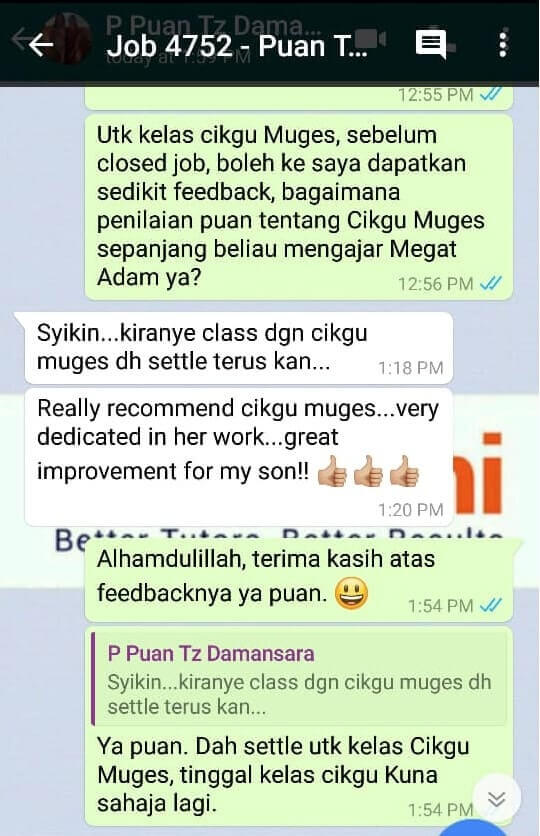 P Puan Tz Dama...
Job 4752 - Puan T...
today at 1:59 PM
12:55 PM
Utk kelas cikgu Muges, sebelum
closed job, boleh ke saya dapatkan
sedikit feedback, bagaimana
penilaian puan tentang Cikgu Muges
sepanjang beliau mengajar Megat
Adam ya?
12:56 PM
Syikin...kiranye class dgn cikgu
muges dh settle terus kan...
1:18 PM
Really recommend cikgu muges...very
dedicated in her work...great
improvement for my son!! 👍🏼👍🏼👍🏼
1:20 PM
Better Tutors, Better Results
Alhamdulillah, terima kasih atas
feedbacknya ya puan. 😃
1:54 PM
P Puan Tz Damansara
Syikin...kiranye class dgn cikgu muges dh
settle terus kan...
Ya puan. Dah settle utk kelas Cikgu
Muges, tinggal kelas cikgu Kuna
sahaja lagi.
1:54 PM